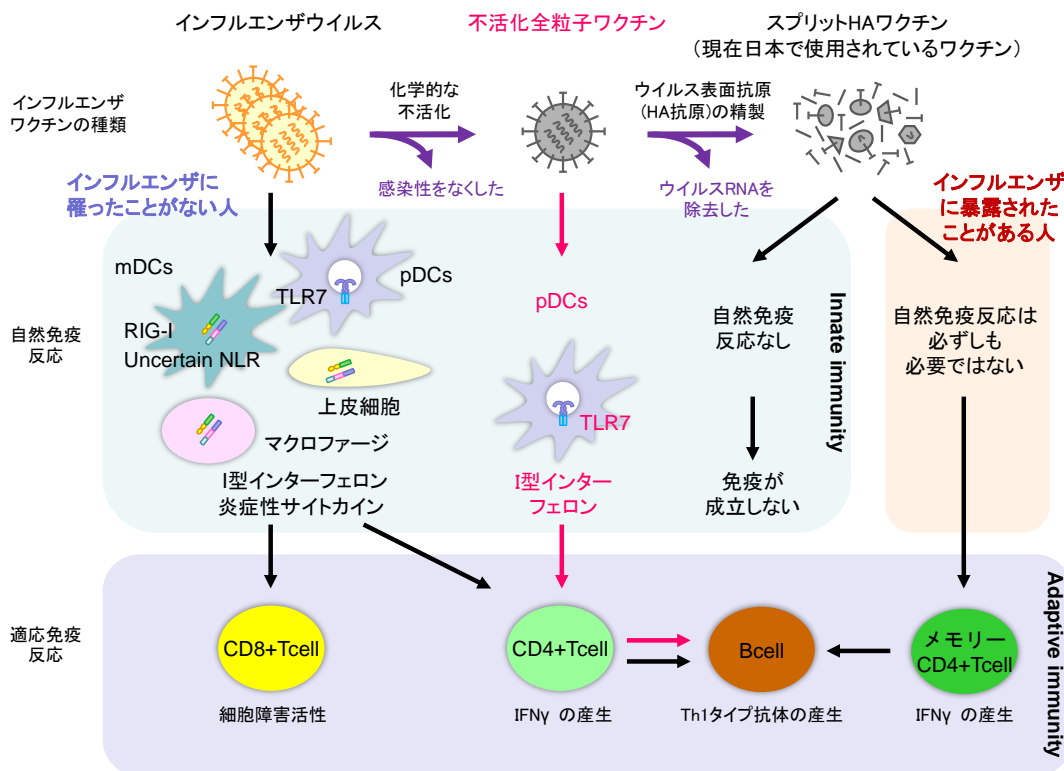 インフルエンザウイルス
不活化全粒子ワクチン
スプリットHAワクチン
（現在日本で使用されているワクチン）
インフルエンザ
ワクチンの種類
化学的な
不活化
ウイルス表面抗原
(HA抗原)の精製
感染性をなくした
ウイルスRNAを
除去した
インフルエンザに
罹ったことがない人
インフルエンザ
に暴露された
ことがある人
自然免疫
反応
mDCs
RIG-I
Uncertain NLR
TLR7
pDCs
上皮細胞
マクロファージ
I型インターフェロン
炎症性サイトカイン
pDCs
TLR7
I型インター
フェロン
自然免疫
反応なし
免疫が
成立しない
Innate immunity
自然免疫反応は
必ずしも
必要ではない
適応免疫
反応
CD8+Tcell
細胞障害活性
CD4+Tcell
IFNγ の産生
Bcell
Th1タイプ抗体の産生
メモリー
CD4+Tcell
IFNγ の産生
Adaptive immunity